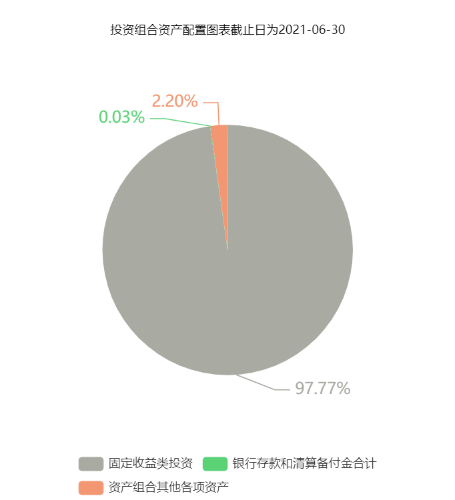 投资组合资产配置图表截止日为2021-06-30
2.20%
0.03%
97.77%
固定收益类投资 银行存款和清算备付金合计
资产组合其他各项资产